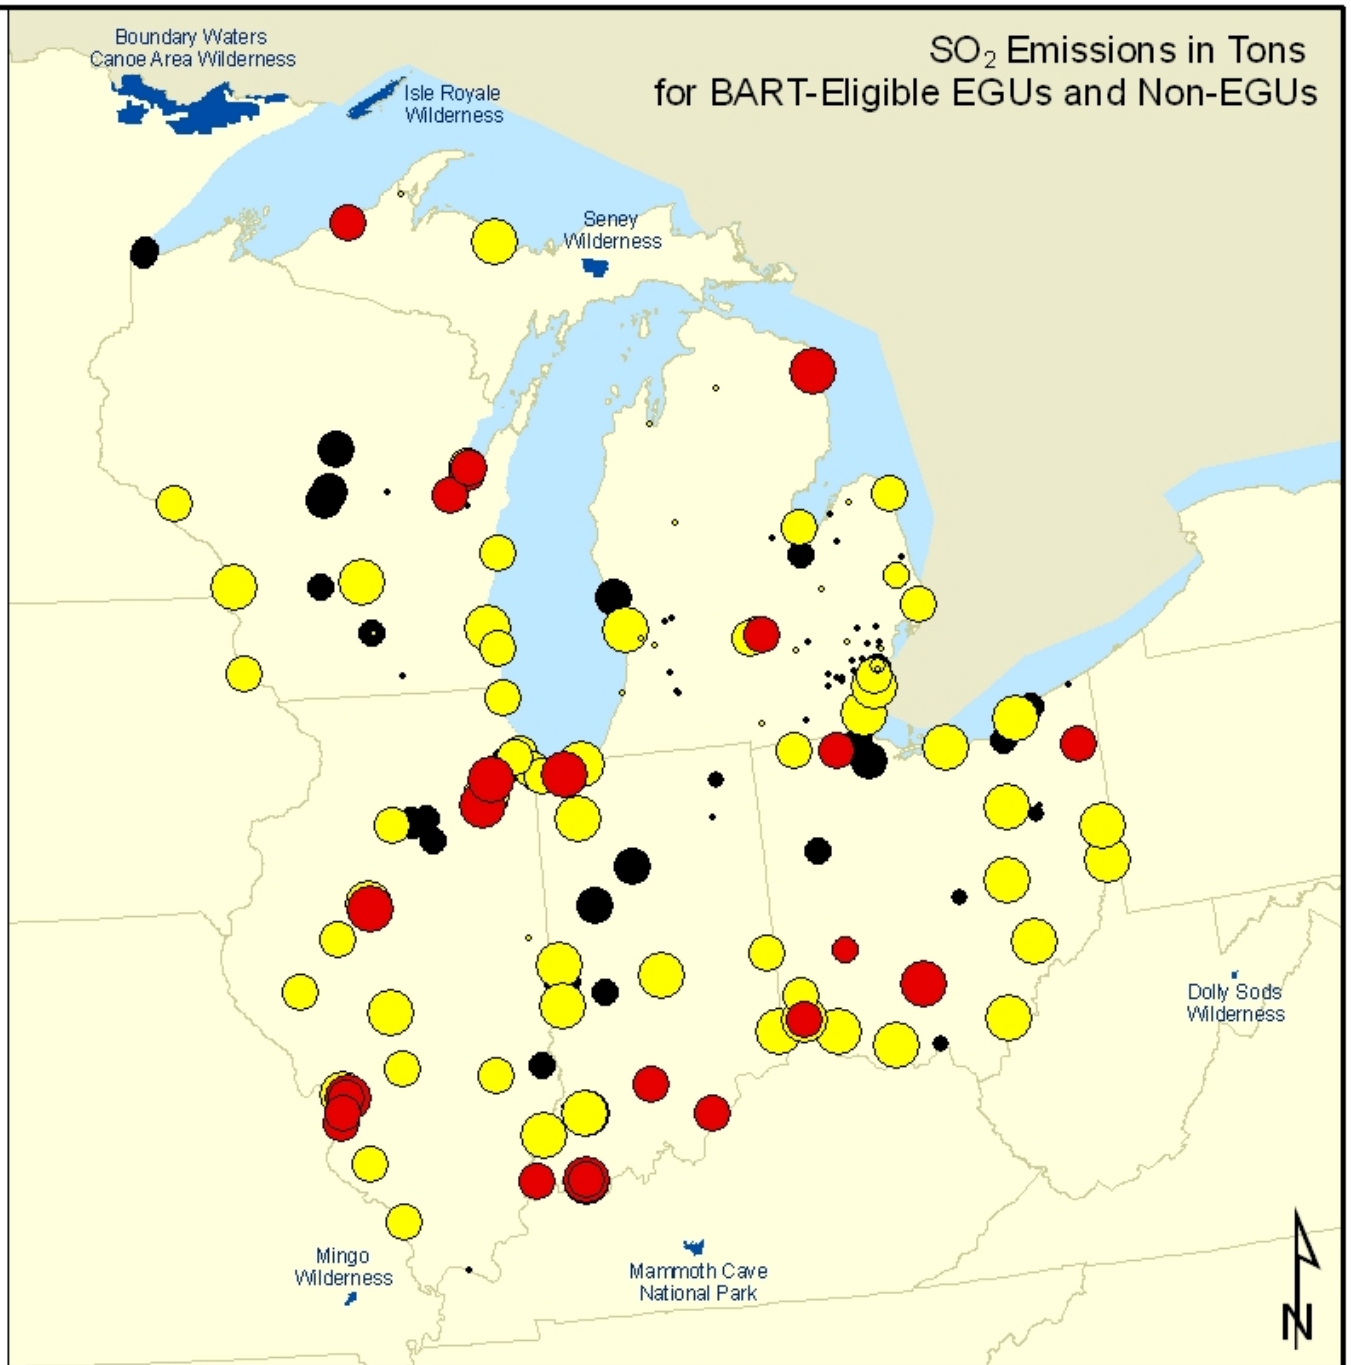 SO₂ Emissions in Tons
for BART-Eligible EGUs and Non-EGUs
Boundary Waters
Canoe Area Wilderness
Isle Royale
Wilderness
Seney
Wilderness
Dolly Sods
Wilderness
Mingo
Wilderness
Mammoth Cave
National Park
N